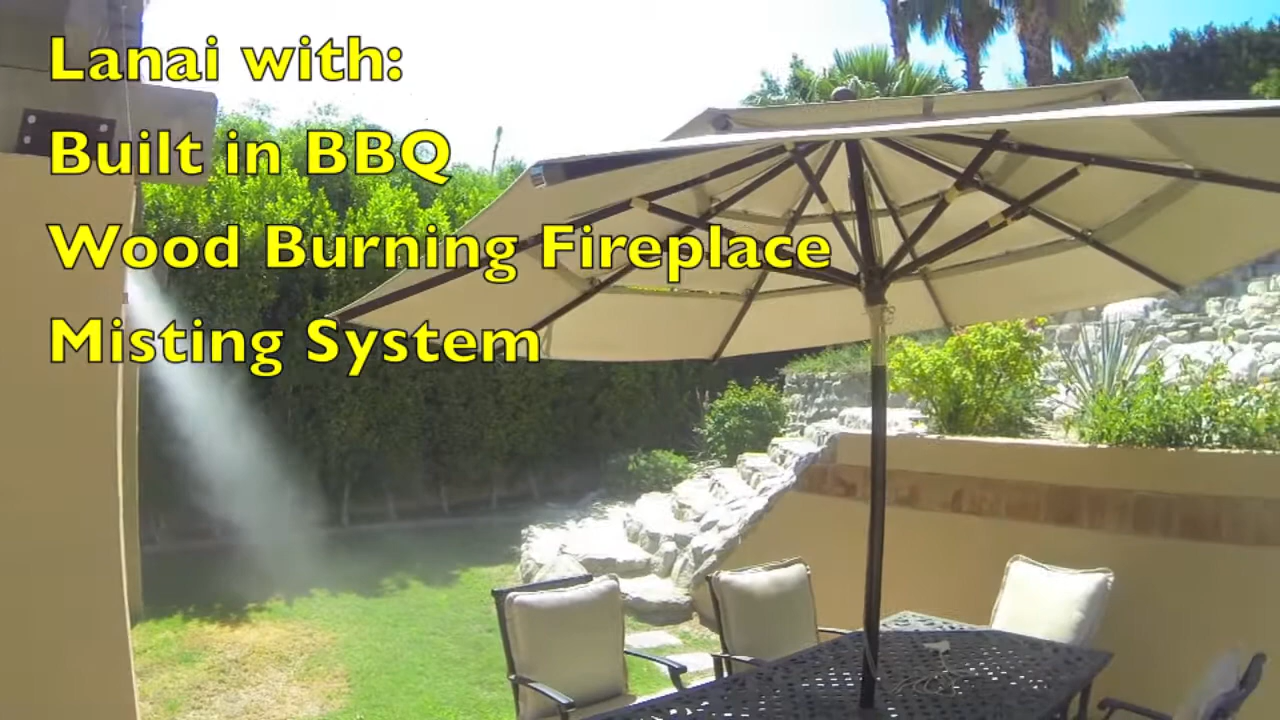 Lanai with:
Built in BBQ
Wood Burning Fireplace
Misting System